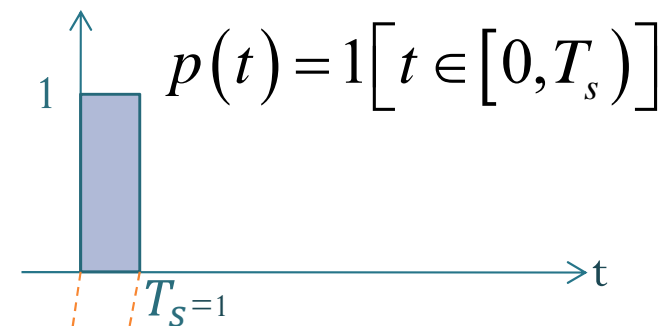 p(t) = 1[t ∈ [0, Tₛ)]
1
t
Tₛ=1